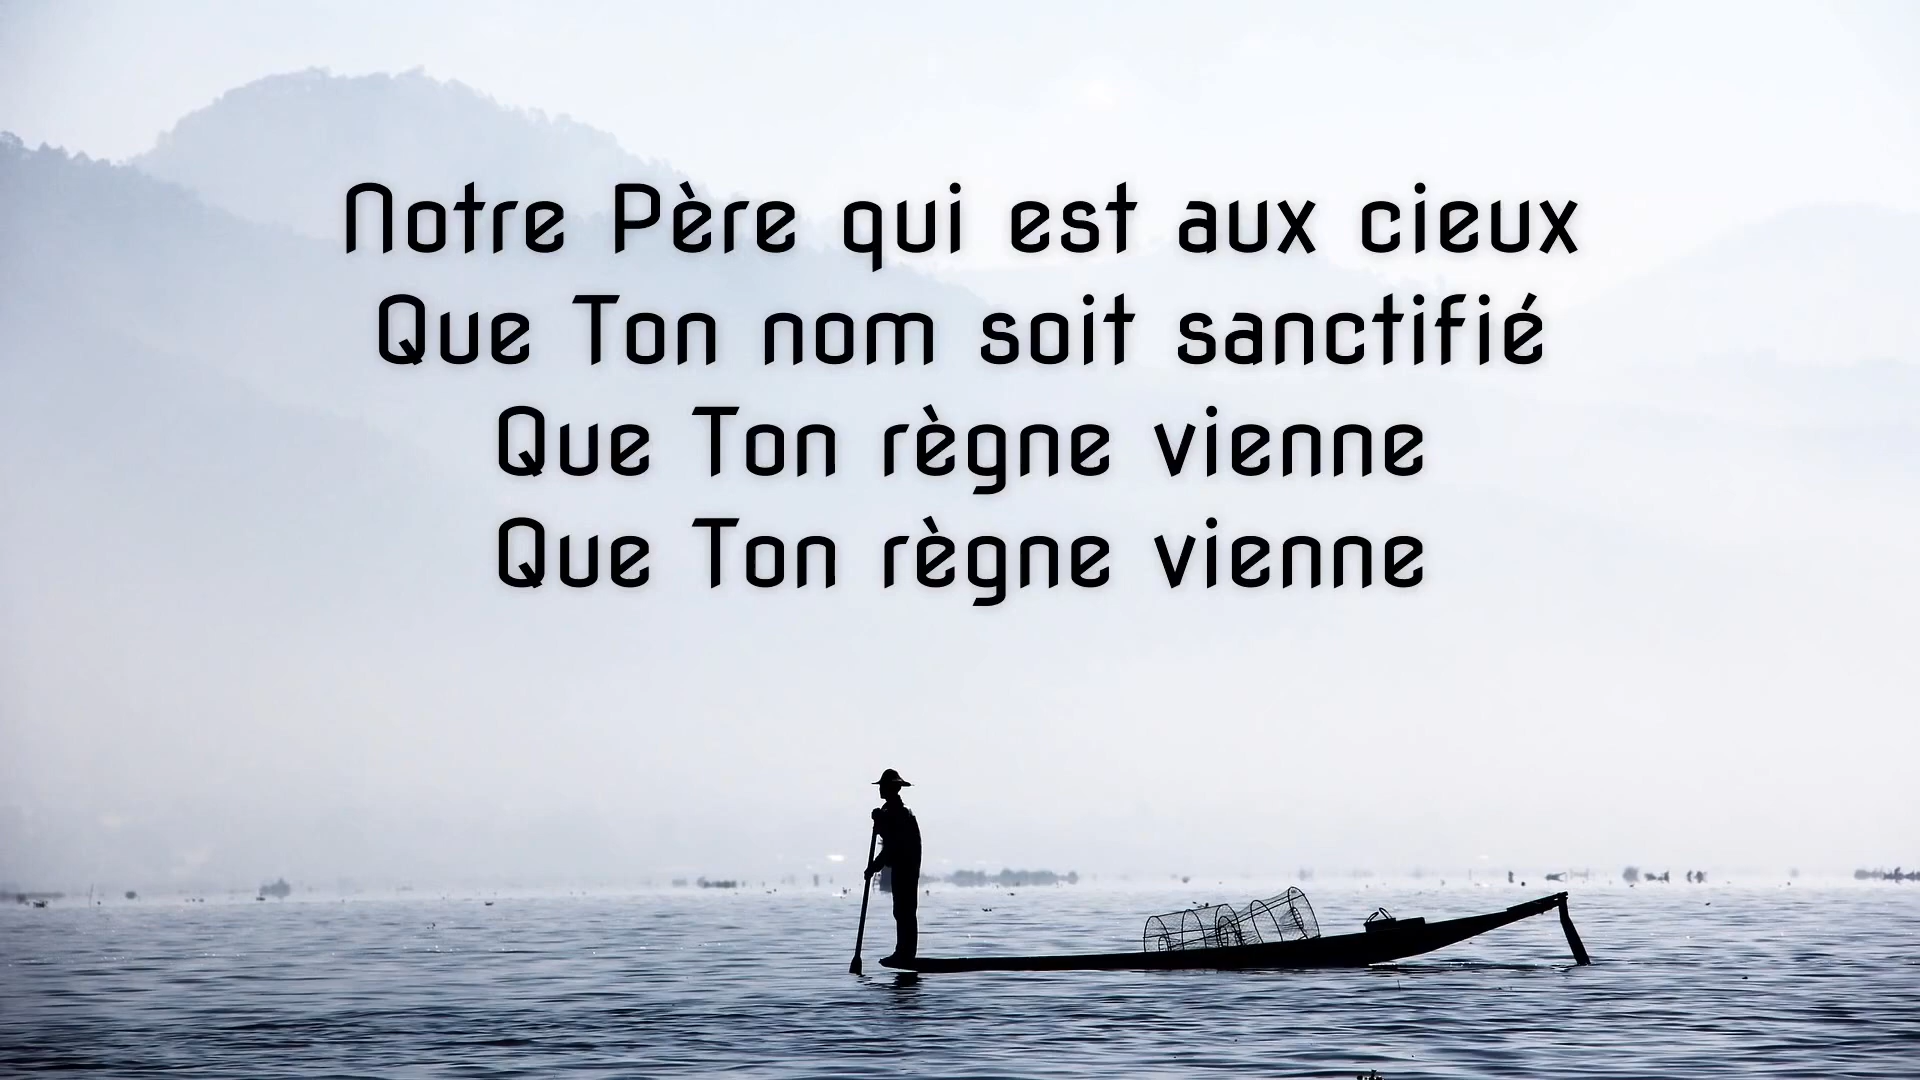 Notre Père qui est aux cieux
Que Ton nom soit sanctifié
Que Ton règne vienne
Que Ton règne vienne